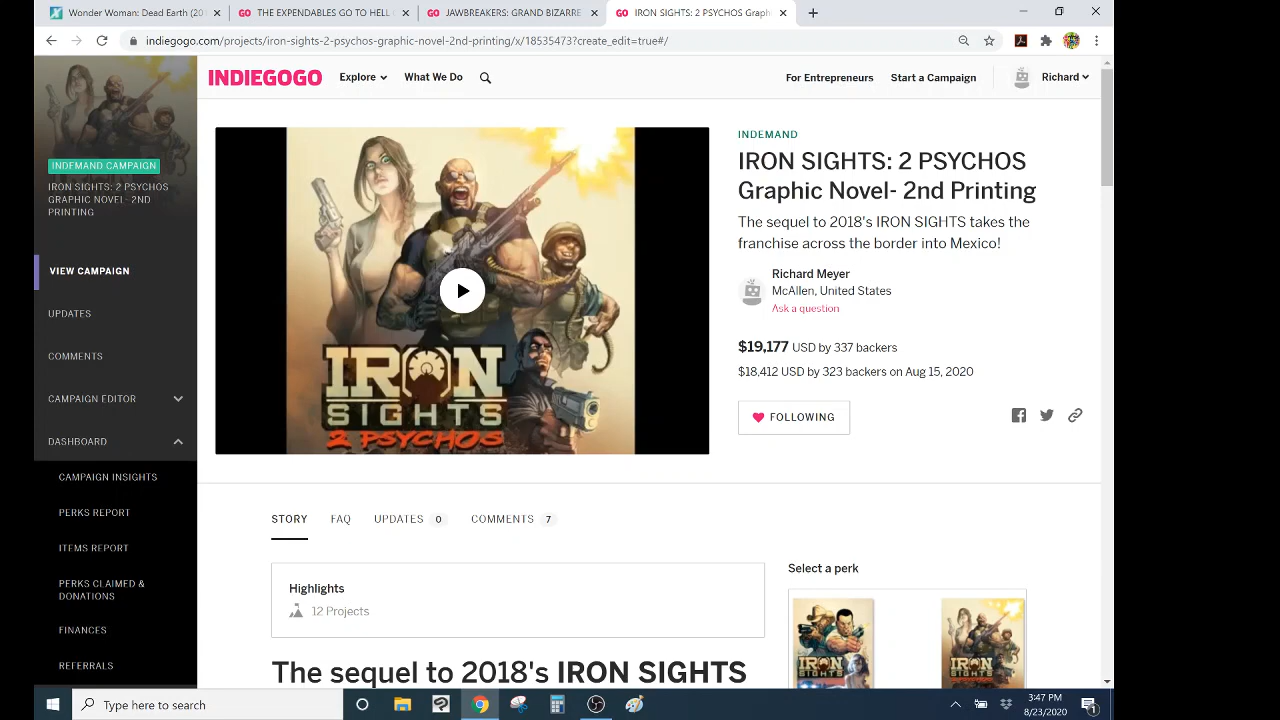 Wonder Woman: Dead Earth (20
THE EXPENDABLES GO TO HELL
JAWBREAKERS: GRAND BIZARRE
IRON SIGHTS: 2 PSYCHOS Graph
indiegogo.com/projects/iron-sights-2-psychos-graphic-novel-2nd-printing/x/18535473?create_edit=true#/
INDIEGOGO
Explore
What We Do
For Entrepreneurs
Start a Campaign
Richard
INDEMAND CAMPAIGN
IRON SIGHTS: 2 PSYCHOS
GRAPHIC NOVEL- 2ND
PRINTING
VIEW CAMPAIGN
UPDATES
COMMENTS
CAMPAIGN EDITOR
DASHBOARD
CAMPAIGN INSIGHTS
PERKS REPORT
ITEMS REPORT
PERKS CLAIMED &
DONATIONS
FINANCES
REFERRALS
IRON
SIGHTS
2 PSYCHOS
INDEMAND
IRON SIGHTS: 2 PSYCHOS
Graphic Novel- 2nd Printing
The sequel to 2018's IRON SIGHTS takes the
franchise across the border into Mexico!
Richard Meyer
McAllen, United States
Ask a question
$19,177 USD by 337 backers
$18,412 USD by 323 backers on Aug 15, 2020
FOLLOWING
STORY
FAQ
UPDATES 0
COMMENTS 7
Highlights
12 Projects
The sequel to 2018's IRON SIGHTS
Select a perk
IRON
SIGHTS
IRON
SIGHTS
Type here to search
3:47 PM
8/23/2020
1